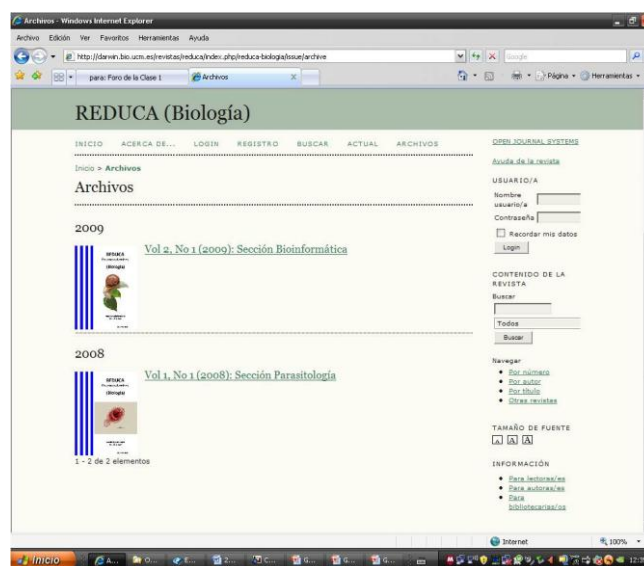 Archivos - Windows Internet Explorer
Archivo Edición Ver Favoritos Herramientas Ayuda
http://darwin.bio.ucm.es/revistas/reduca/index.php/reduca-biologia/issue/archive
Google
para: Foro de la Clase 1
Archivos
Página
Herramientas
REDUCA (Biología)
INICIO ACERCA DE... LOGIN REGISTRO BUSCAR ACTUAL ARCHIVOS
Inicio > Archivos
Archivos
2009
REDUCA
(Biología)
Vol 2, No 1 (2009): Sección Bioinformática
2008
REDUCA
(Biología)
Vol 1, No 1 (2008): Sección Parasitología
1 - 2 de 2 elementos
OPEN JOURNAL SYSTEMS
Ayuda de la revista
USUARIO/A
Nombre
usuario/a
Contraseña
Recordar mis datos
Login
CONTENIDO DE LA
REVISTA
Buscar
Todos
Buscar
Navegar
Por número
Por autor
Por título
Otras revistas
TAMAÑO DE FUENTE
A A A
INFORMACIÓN
Para lectoras/es
Para autoras/es
Para
bibliotecarias/os
Internet
100%
Inicio